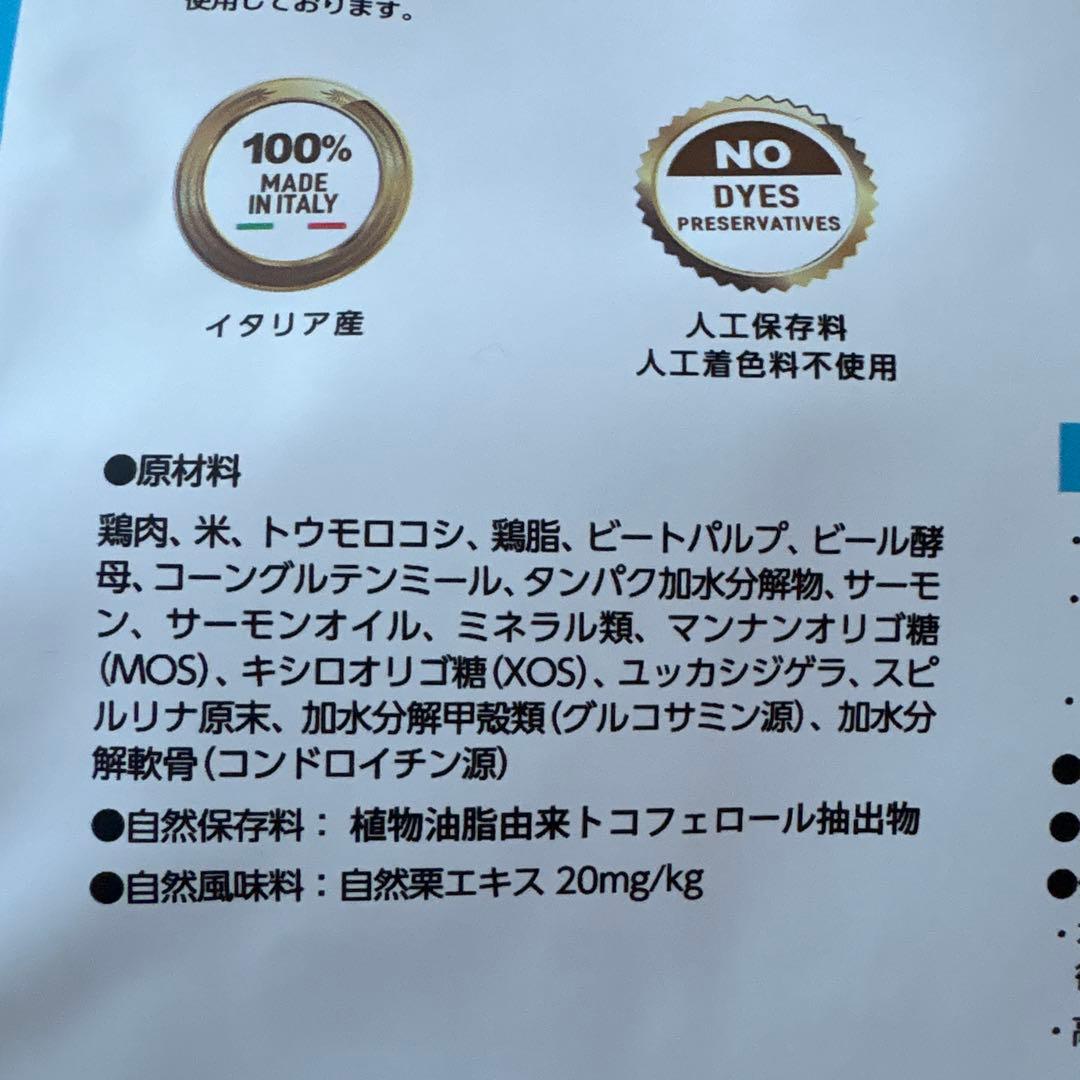 使用しております。
100%
MADE
IN ITALY
イタリア産
NO
DYES
PRESERVATIVES
人工保存料
人工着色料不使用
●原材料
鶏肉、米、トウモロコシ、鶏脂、ビートパルプ、ビール酵
母、コーングルテンミール、タンパク加水分解物、サーモ
ン、サーモンオイル、ミネラル類、マンナンオリゴ糖
(MOS)、キシロオリゴ糖(XOS)、ユッカシジゲラ、スピ
ルリナ原末、加水分解甲殻類(グルコサミン源)、加水分
解軟骨(コンドロイチン源)
●自然保存料： 植物油脂由来トコフェロール抽出物
●自然風味料：自然栗エキス 20mg/kg